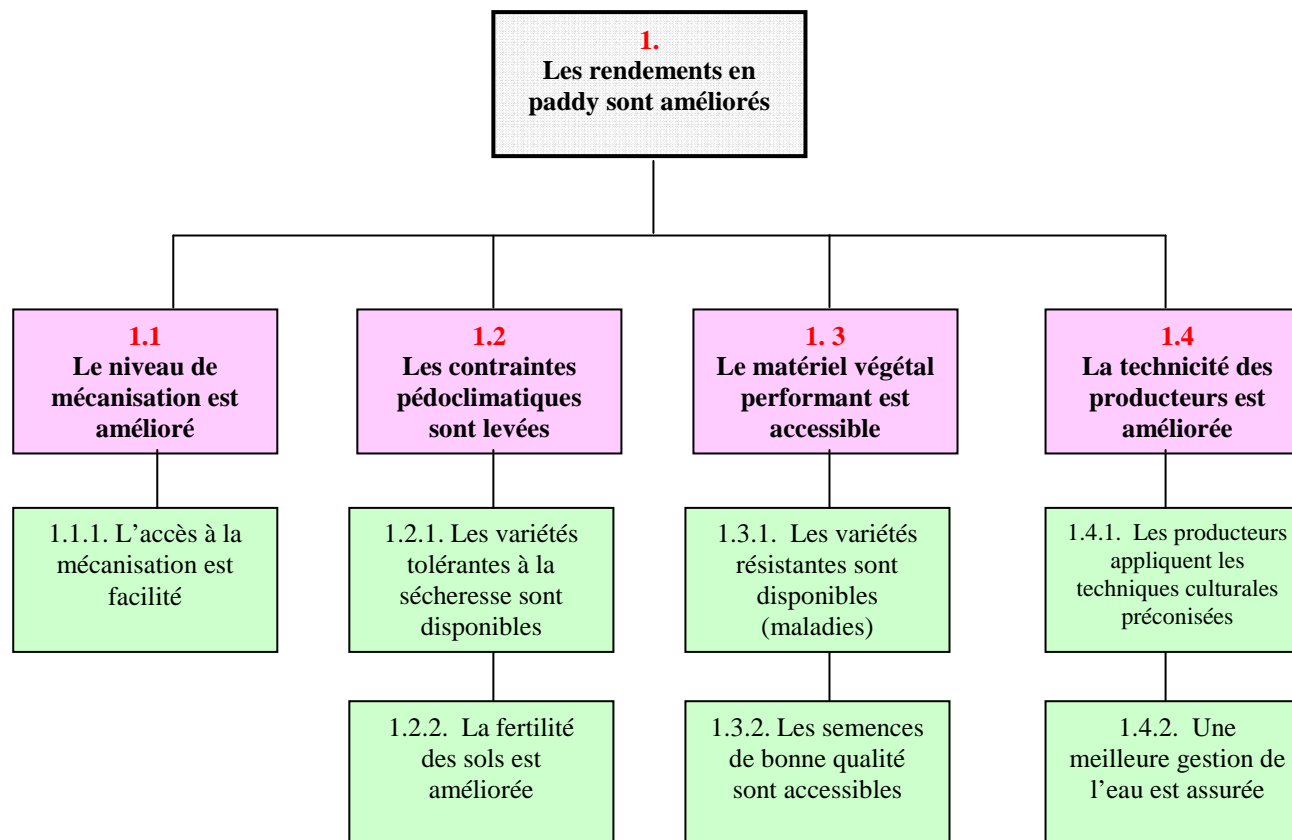 1.
Les rendements en
paddy sont améliorés
1.1
Le niveau de
mécanisation est
amélioré
1.2
Les contraintes
pédoclimatiques
sont levées
1. 3
Le matériel végétal
performant est
accessible
1.4
La technicité des
producteurs est
améliorée
1.1.1. L’accès à la
mécanisation est
facilité
1.2.1. Les variétés
tolérantes à la
sécheresse sont
disponibles
1.3.1. Les variétés
résistantes sont
disponibles
(maladies)
1.4.1. Les producteurs
appliquent les
techniques culturales
préconisées
1.2.2. La fertilité
des sols est
améliorée
1.3.2. Les semences
de bonne qualité
sont accessibles
1.4.2. Une
meilleure gestion de
l’eau est assurée